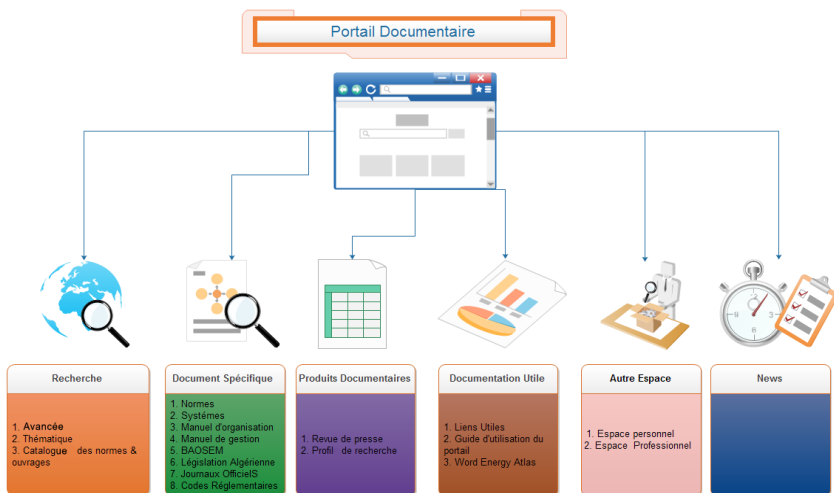 Portail Documentaire
Recherche
1. Avancée
2. Thématique
3. Catalogue des normes &
ouvrages
Document Spécifique
1. Normes
2. Systémes
3. Manuel d'organisation
4. Manuel de gestion
5. BAOSEM
6. Législation Algérienne
7. Journaux OfficielS
8. Codes Réglementaires
Produits Documentaires
1. Revue de presse
2. Profil de recherche
Documentation Utile
1. Liens Utiles
2. Guide d'utilisation du
portail
3. Word Energy Atlas
Autre Espace
1. Espace personnel
2. Espace Professionnel
News